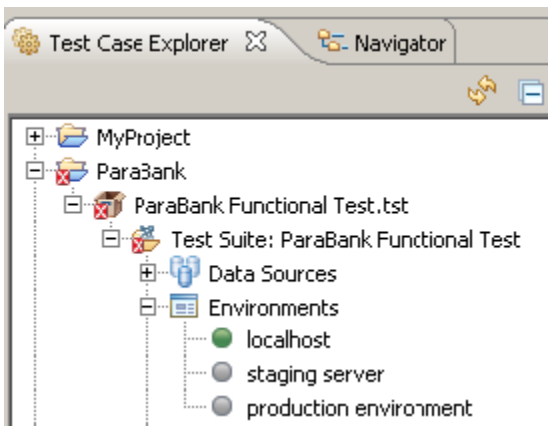 Test Case Explorer Navigator
MyProject
ParaBank
ParaBank Functional Test.tst
Test Suite: ParaBank Functional Test
Data Sources
Environments
localhost
staging server
production environment